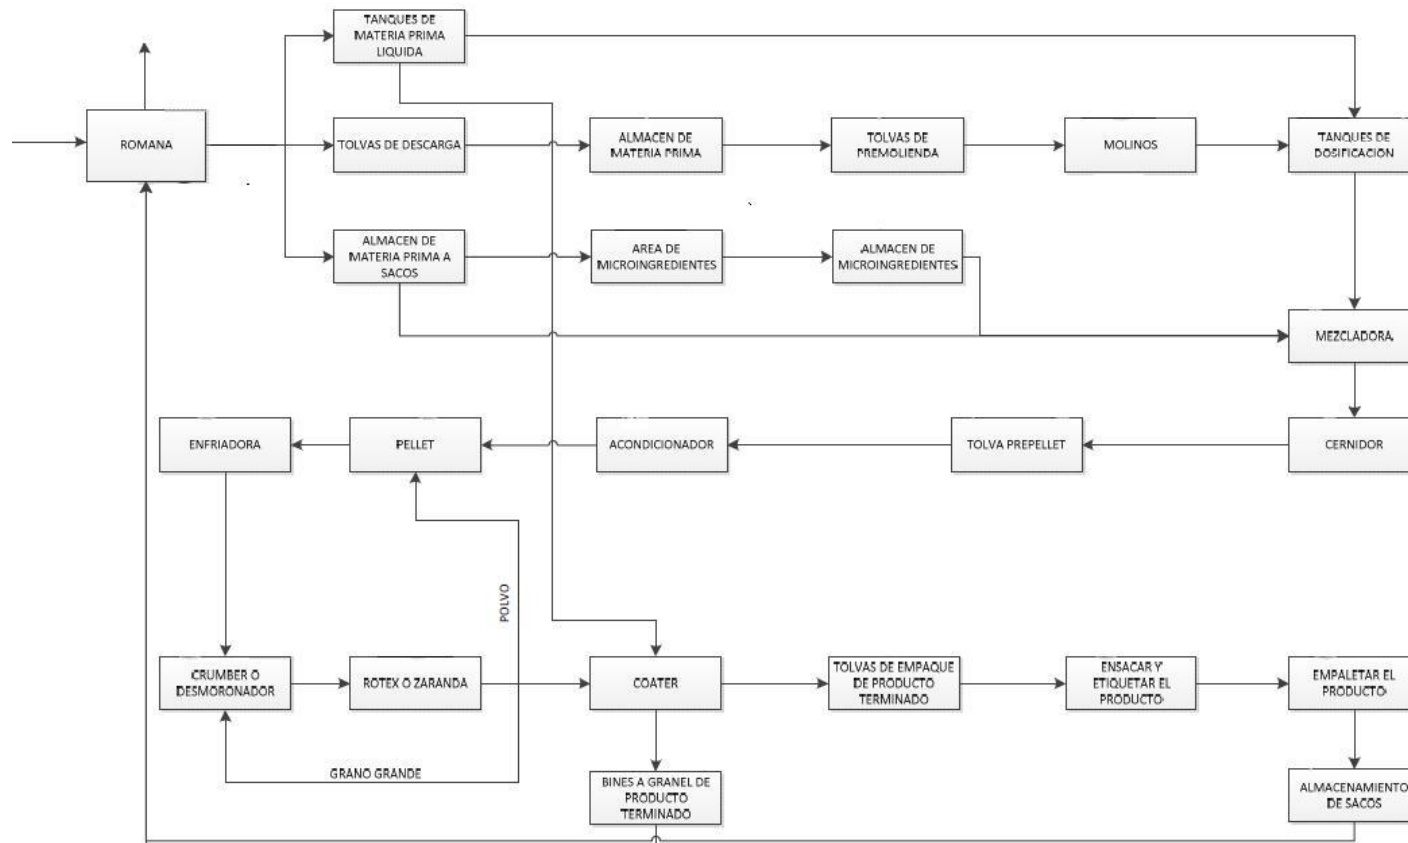 TANQUES DE
MATERIA PRIMA
LIQUIDA
ROMANA
TOLVAS DE DESCARGA
ALMACEN DE
MATERIA PRIMA
TOLVAS DE
PREMOLIENDA
MOLINOS
TANQUES DE
DOSIFICACION
ALMACEN DE
MATERIA PRIMA A
SACOS
AREA DE
MICROINGREDIENTES
ALMACEN DE
MICROINGREDIENTES
MEZCLADORA
ENFRIADORA
PELLET
ACONDICIONADOR
TOLVA PREPELLET
CERNIDOR
POLVO
CRUMBER O
DESMORONADOR
ROTEX O ZARANDA
COATER
TOLVAS DE EMPAQUE
DE PRODUCTO
TERMINADO
ENSACAR Y
ETIQUETAR EL
PRODUCTO
EMPALETAR EL
PRODUCTO
GRANO GRANDE
BINES A GRANEL DE
PRODUCTO
TERMINADO
ALMACENAMIENTO
DE SACOS